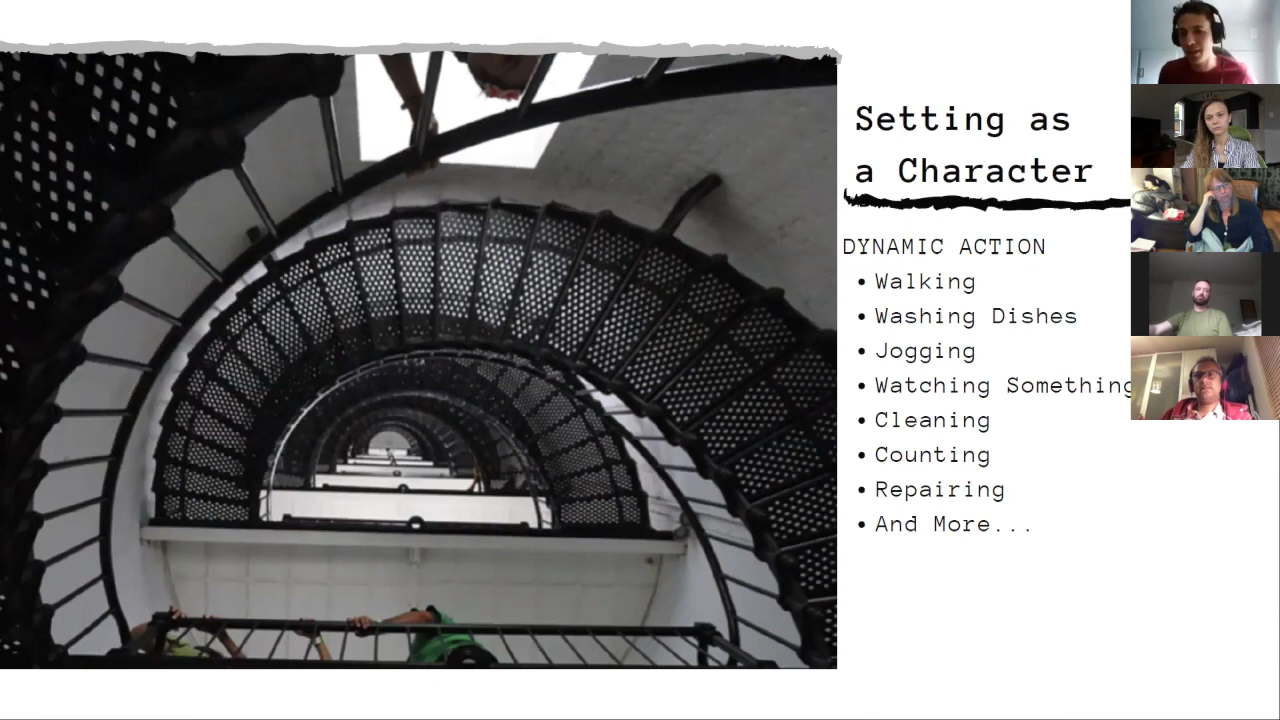 Setting as
a Character
DYNAMIC ACTION
• Walking
• Washing Dishes
• Jogging
• Watching Something
• Cleaning
• Counting
• Repairing
• And More...